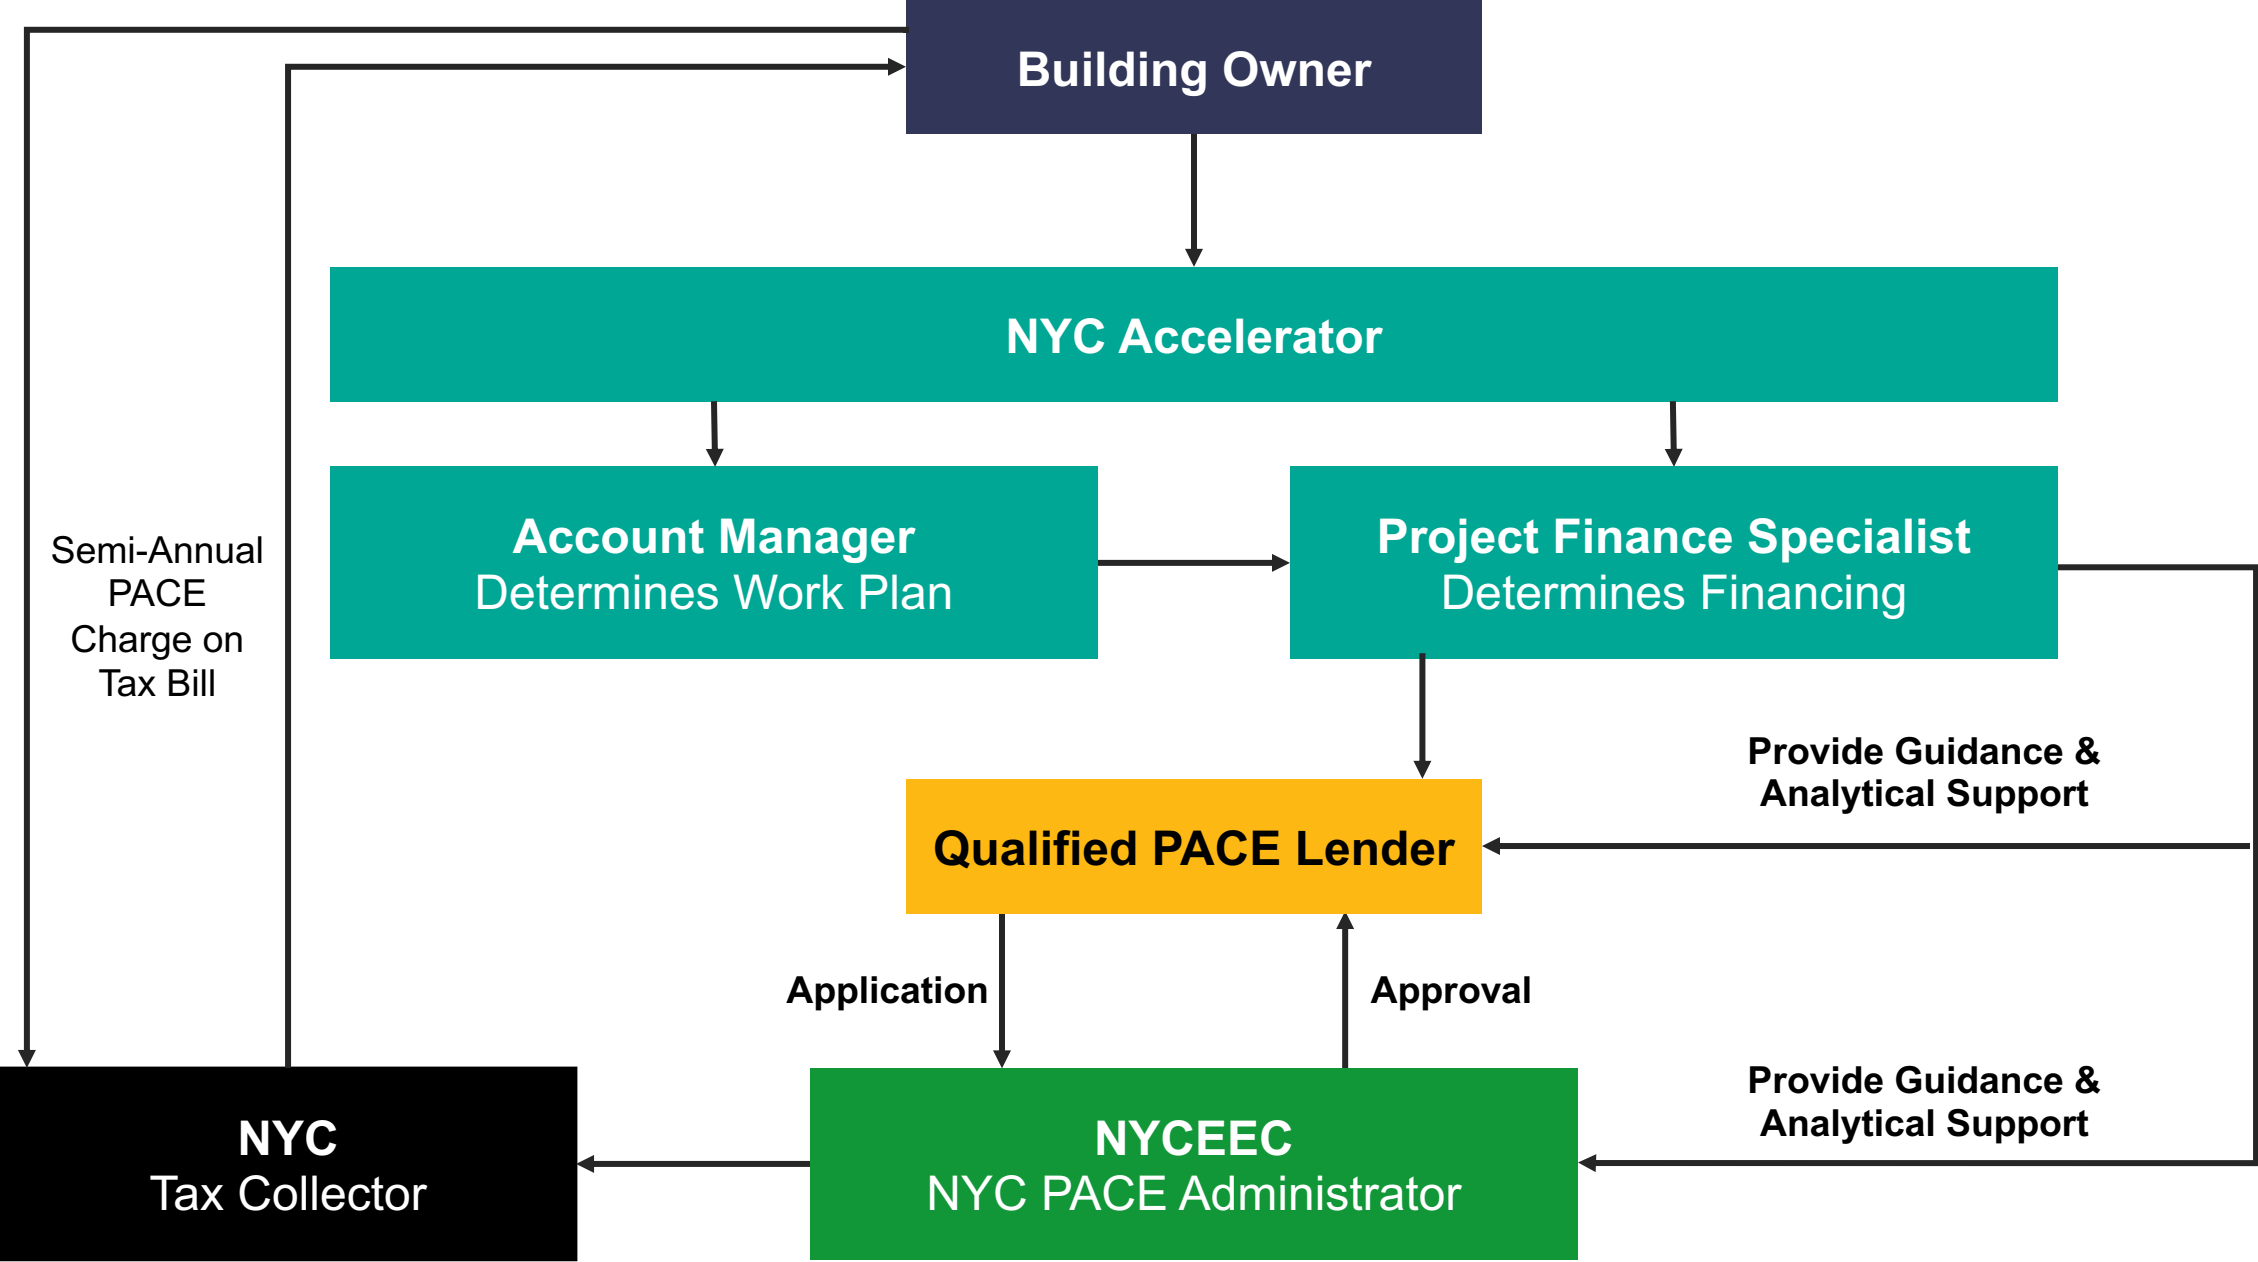 Building Owner
NYC Accelerator
Account Manager
Determines Work Plan
Project Finance Specialist
Determines Financing
Semi-Annual
PACE
Charge on
Tax Bill
Provide Guidance &
Analytical Support
Qualified PACE Lender
Application
Approval
Provide Guidance &
Analytical Support
NYC
Tax Collector
NYCEEC
NYC PACE Administrator